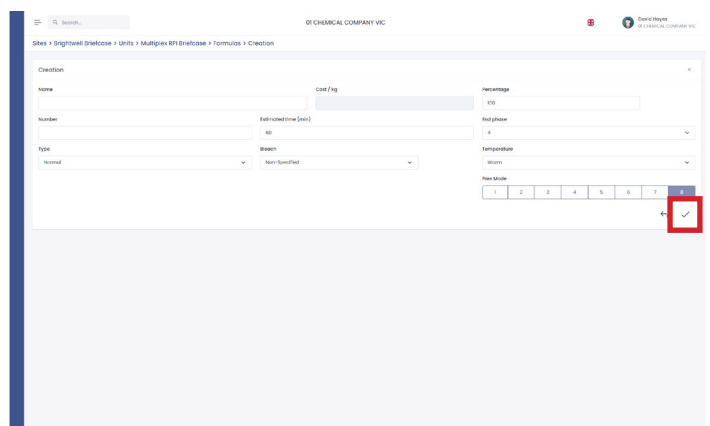 Search...
01 CHEMICAL COMPANY VIC
David Hayes
01 CHEMICAL COMPANY VIC
Sites > Brightwell Briefcase > Units > Multiplex RPI Briefcase > Formulas > Creation
Creation
×
Name
Cost / kg
Percentage
100
Number
Estimated time (min)
End phase
60
4
Type
Bleach
Temperature
Normal
Non-Specified
Warm
Free Mode
1 2 3 4 5 6 7 8